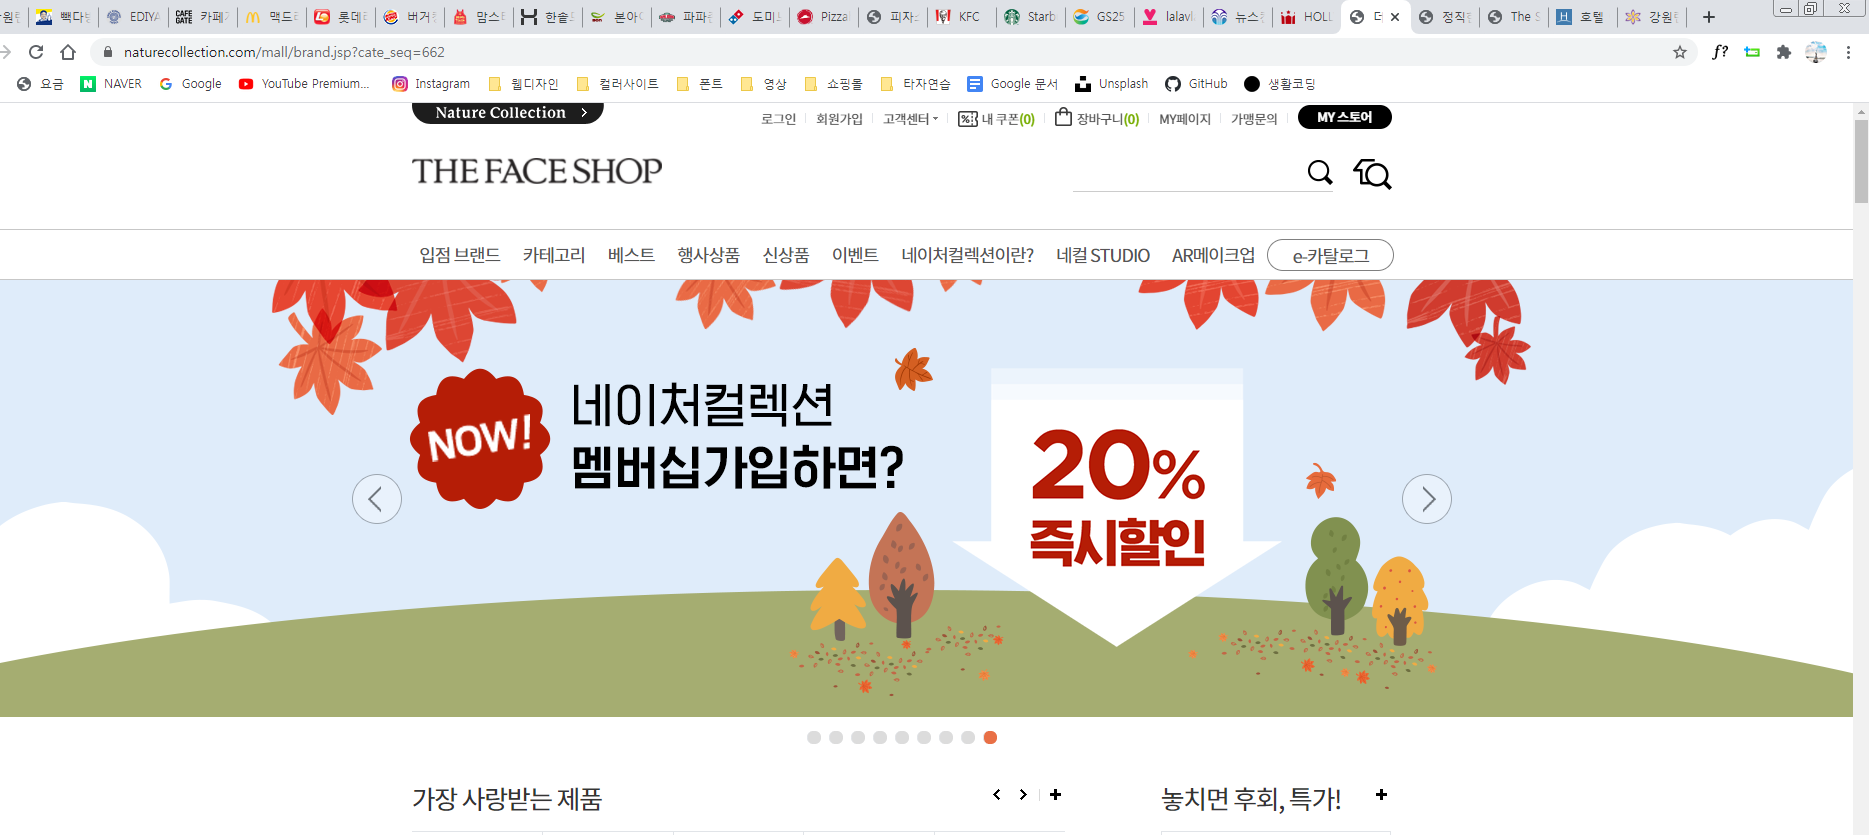 빽다방
EDIYA
카페
맥드
롯데
버거
맘스
한솥
본아
파파
도미노
Pizza
피자
KFC
Starb
GS25
lalavla
뉴스
HOLL
더
정직
The S
호텔
강원
naturecollection.com/mall/brand.jsp?cate_seq=662
f?
요금 NAVER Google YouTube Premium... Instagram 웹디자인 컬러사이트 폰트 영상 쇼핑몰 타자연습 Google 문서 Unsplash GitHub 생활코딩
Nature Collection
로그인 회원가입 고객센터 내 쿠폰(0) 장바구니(0) MY페이지 가맹문의 MY 스토어
THE FACE SHOP
입점 브랜드 카테고리 베스트 행사상품 신상품 이벤트 네이처컬렉션이란? 네컬 STUDIO AR메이크업 e-카탈로그
NOW!
네이처컬렉션
멤버십가입하면?
20%
즉시할인
가장 사랑받는 제품
놓치면 후회, 특가!